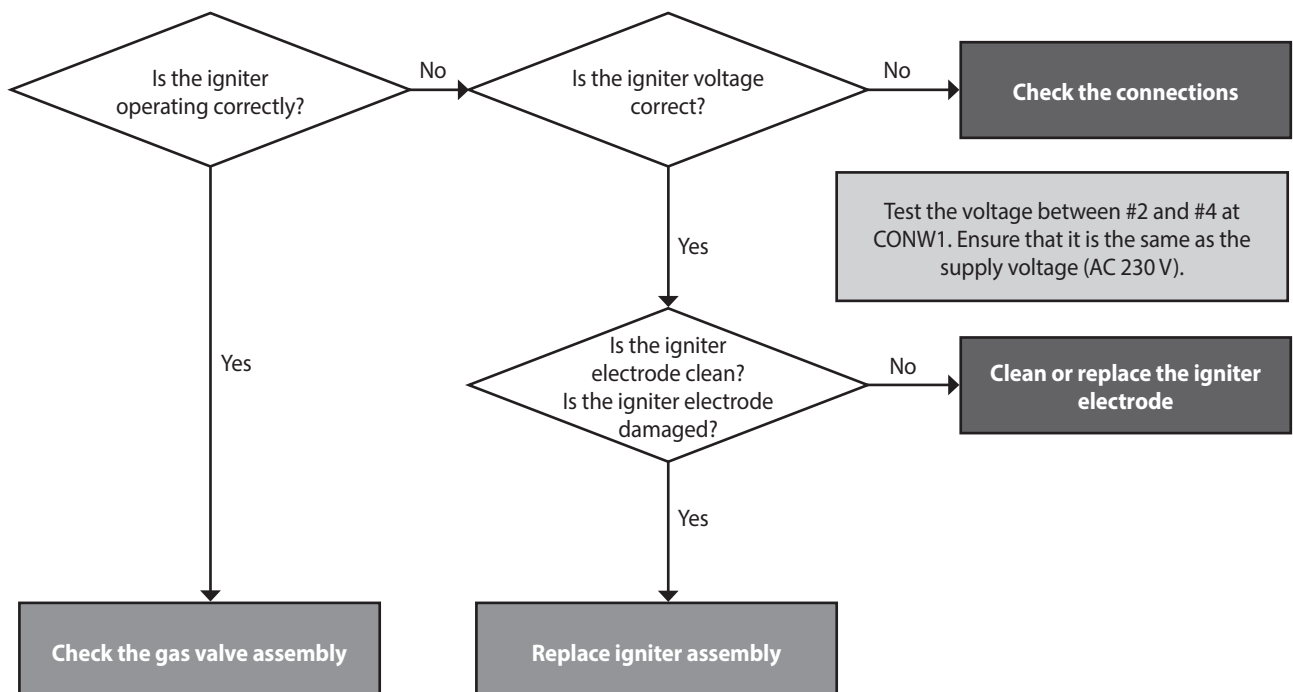 Is the igniter
operating correctly?
No
Is the igniter voltage
correct?
No
Check the connections
Test the voltage between #2 and #4 at
CONW1. Ensure that it is the same as the
supply voltage (AC 230 V).
Yes
Yes
Is the igniter
electrode clean?
Is the igniter electrode
damaged?
No
Clean or replace the igniter
electrode
Yes
Check the gas valve assembly
Replace igniter assembly